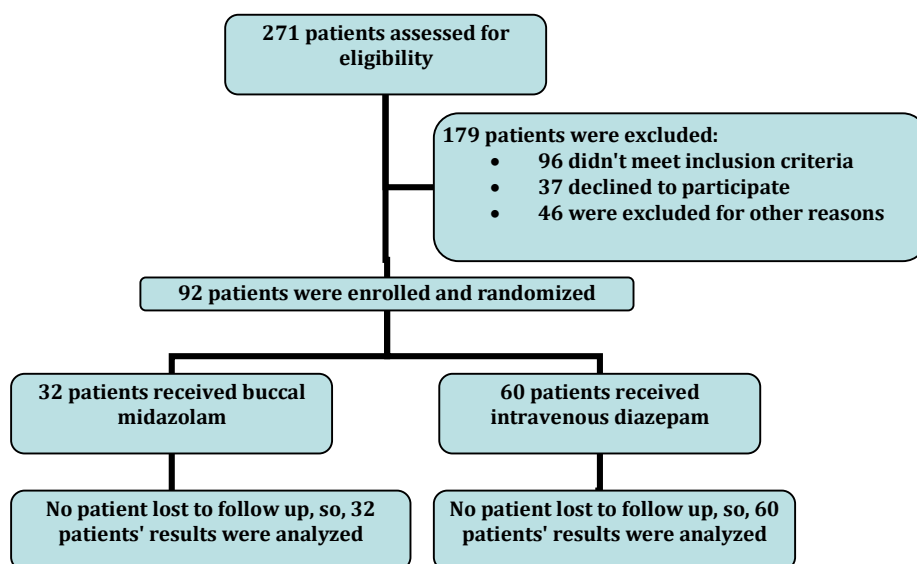 271 patients assessed for
eligibility
179 patients were excluded:
• 96 didn't meet inclusion criteria
• 37 declined to participate
• 46 were excluded for other reasons
92 patients were enrolled and randomized
32 patients received buccal
midazolam
60 patients received
intravenous diazepam
No patient lost to follow up, so, 32
patients' results were analyzed
No patient lost to follow up, so, 60
patients' results were analyzed